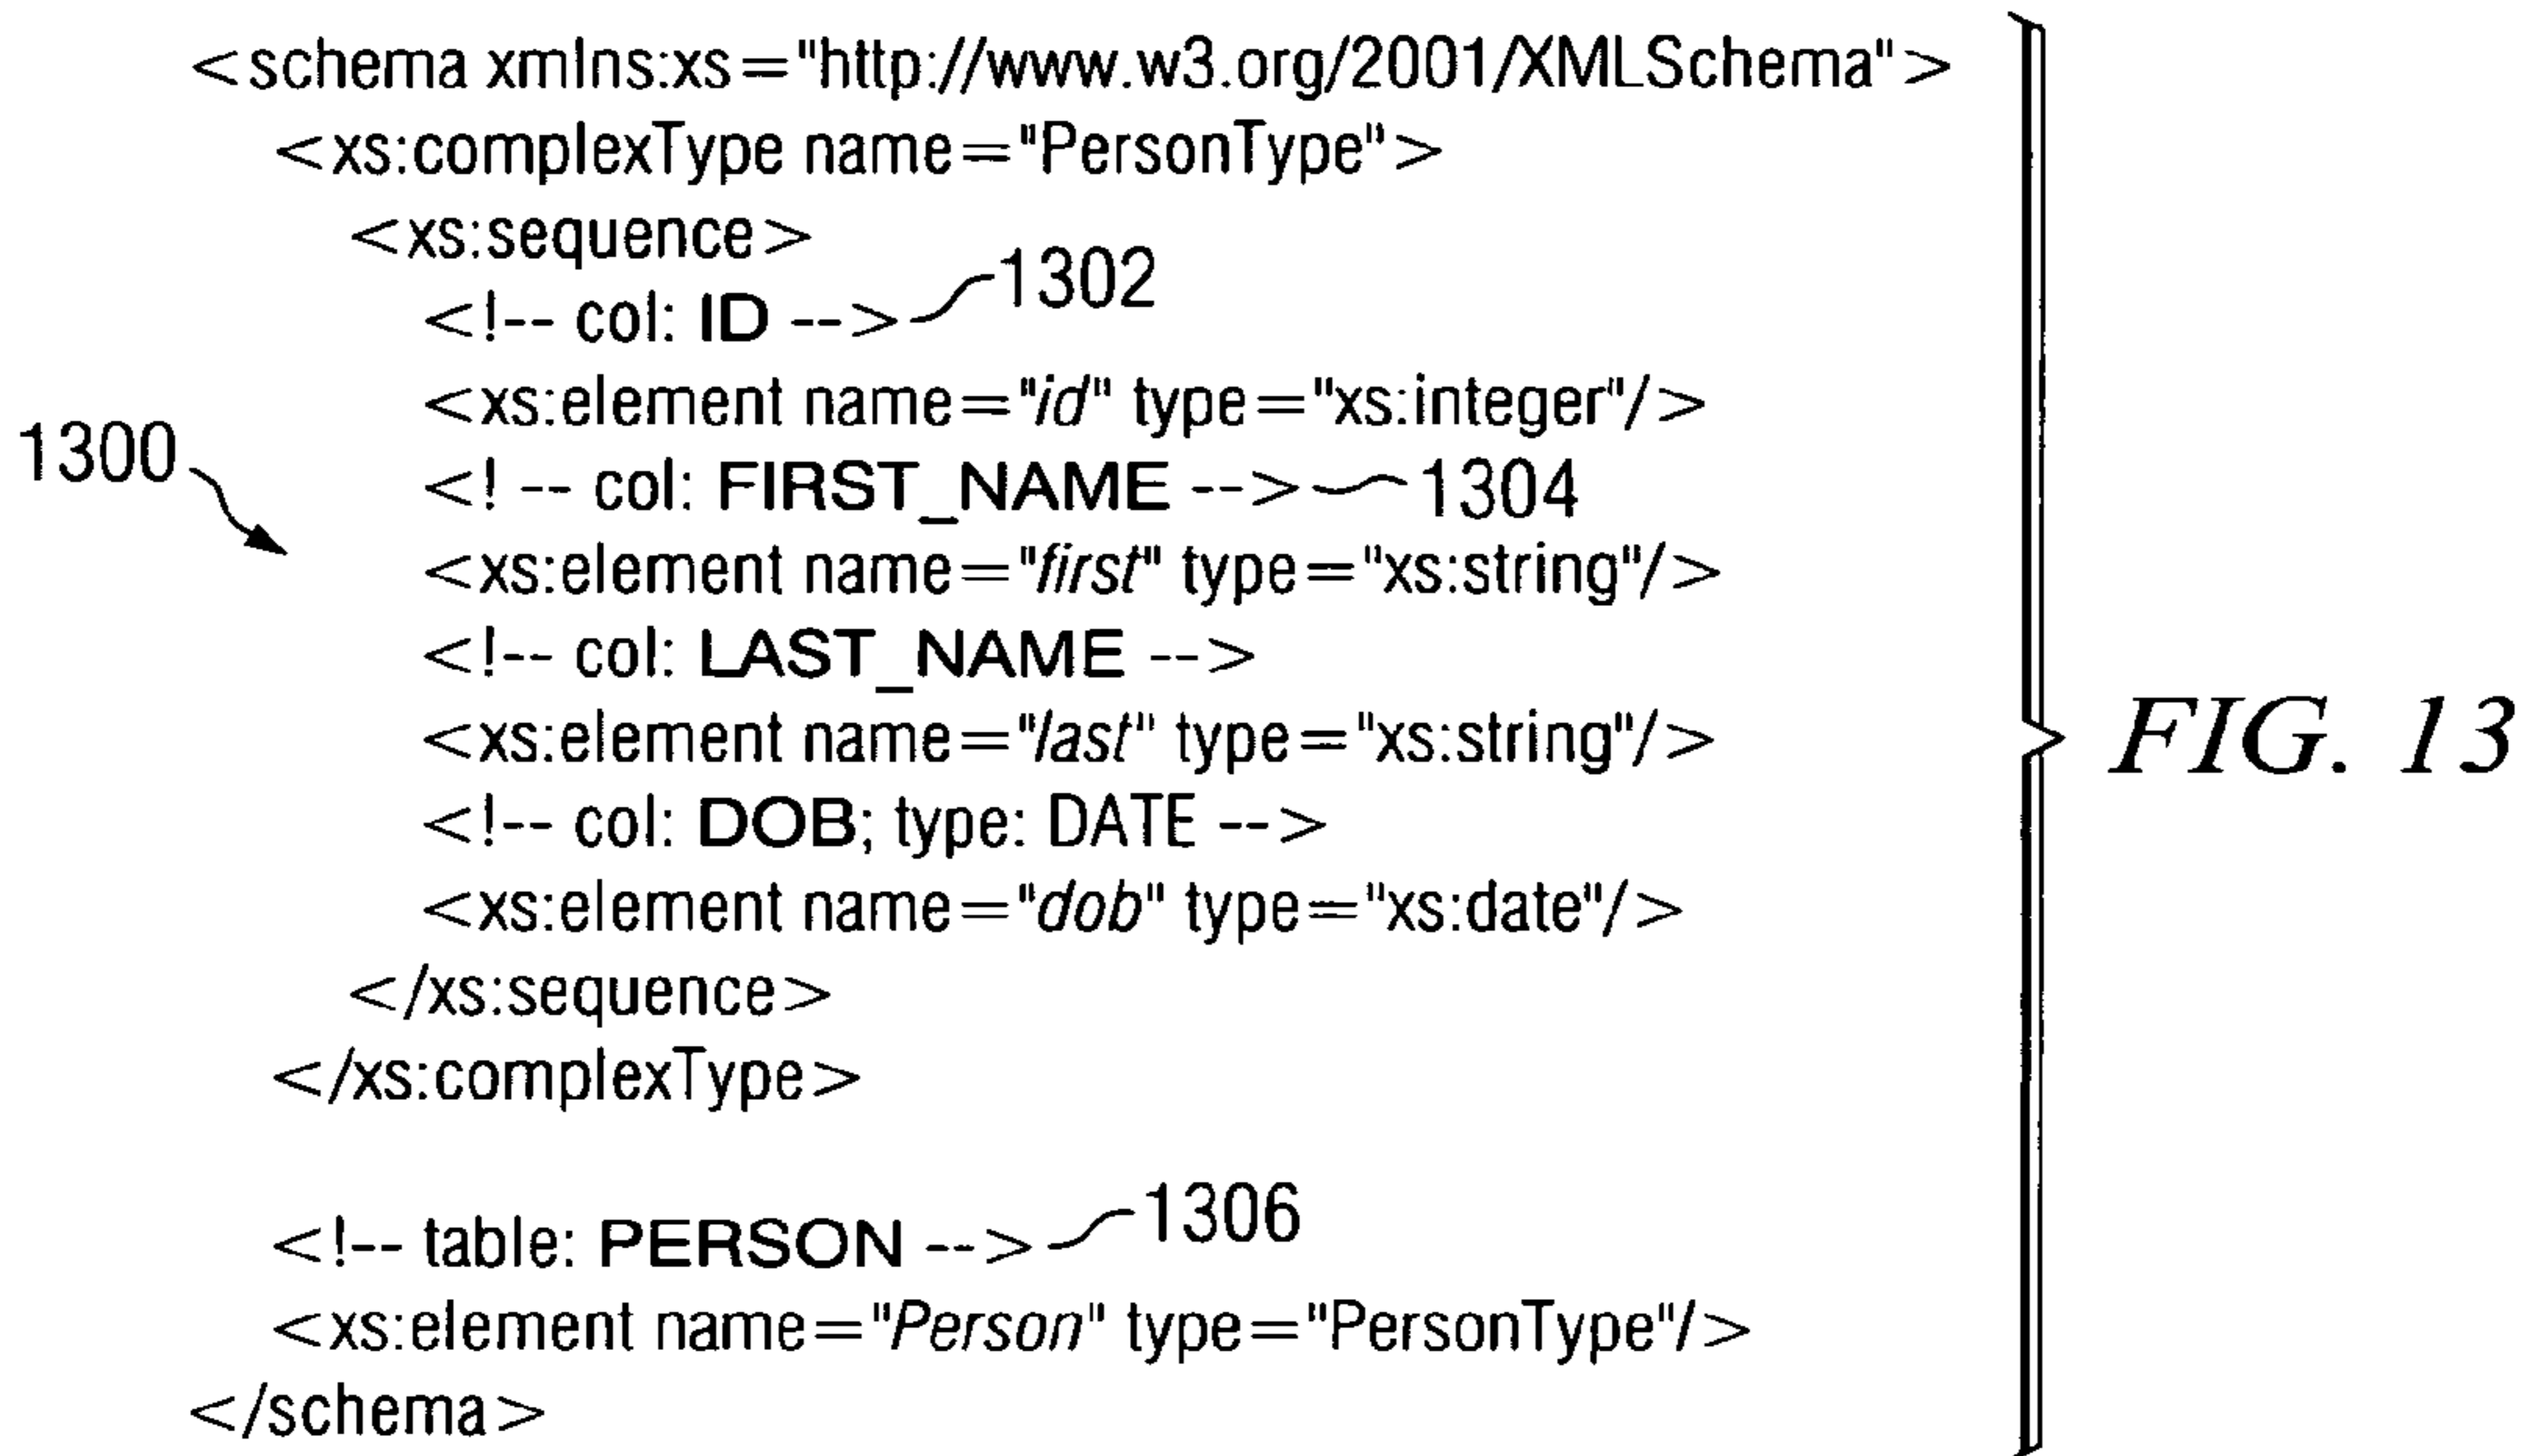 <schema xmlns:xs="http://www.w3.org/2001/XMLSchema">
<xs:complexType name="PersonType">
<xs:sequence>
<!-- col: ID --> 1302
<xs:element name="id" type="xs:integer"/>
1300
<! -- col: FIRST_NAME --> 1304
<xs:element name="first" type="xs:string"/>
<!-- col: LAST_NAME -->
<xs:element name="last" type="xs:string"/>
FIG. 13
<!-- col: DOB; type: DATE -->
<xs:element name="dob" type="xs:date"/>
</xs:sequence>
</xs:complexType>
<!-- table: PERSON --> 1306
<xs:element name="Person" type="PersonType"/>
</schema>